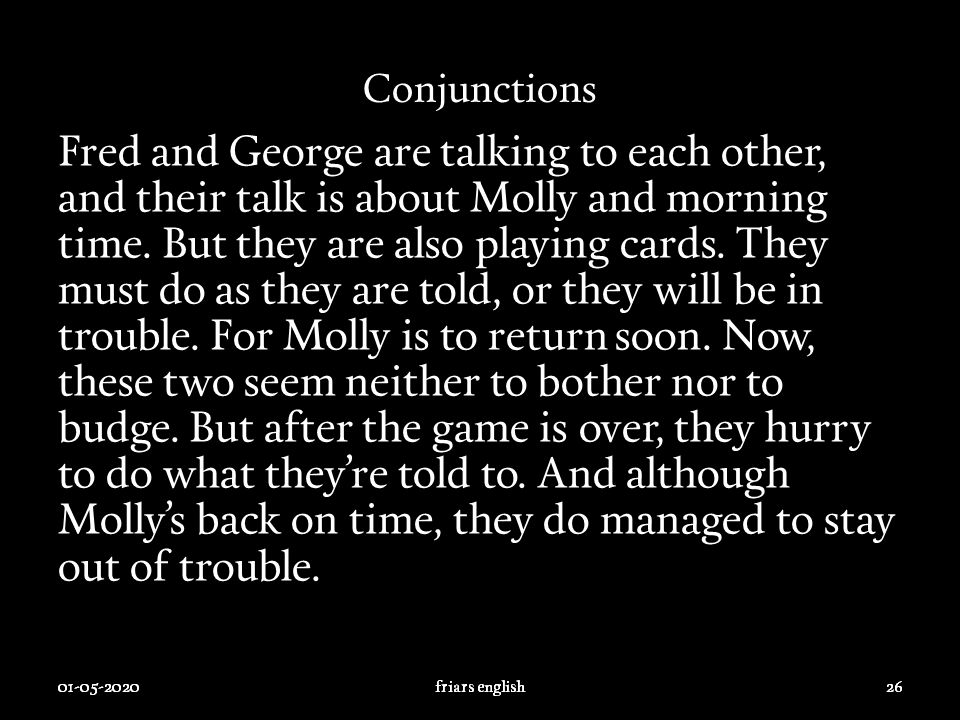 Conjunctions
Fred and George are talking to each other,
and their talk is about Molly and morning
time. But they are also playing cards. They
must do as they are told, or they will be in
trouble. For Molly is to return soon. Now,
these two seem neither to bother nor to
budge. But after the game is over, they hurry
to do what they’re told to. And although
Molly’s back on time, they do managed to stay
out of trouble.
01-05-2020 friars english 26